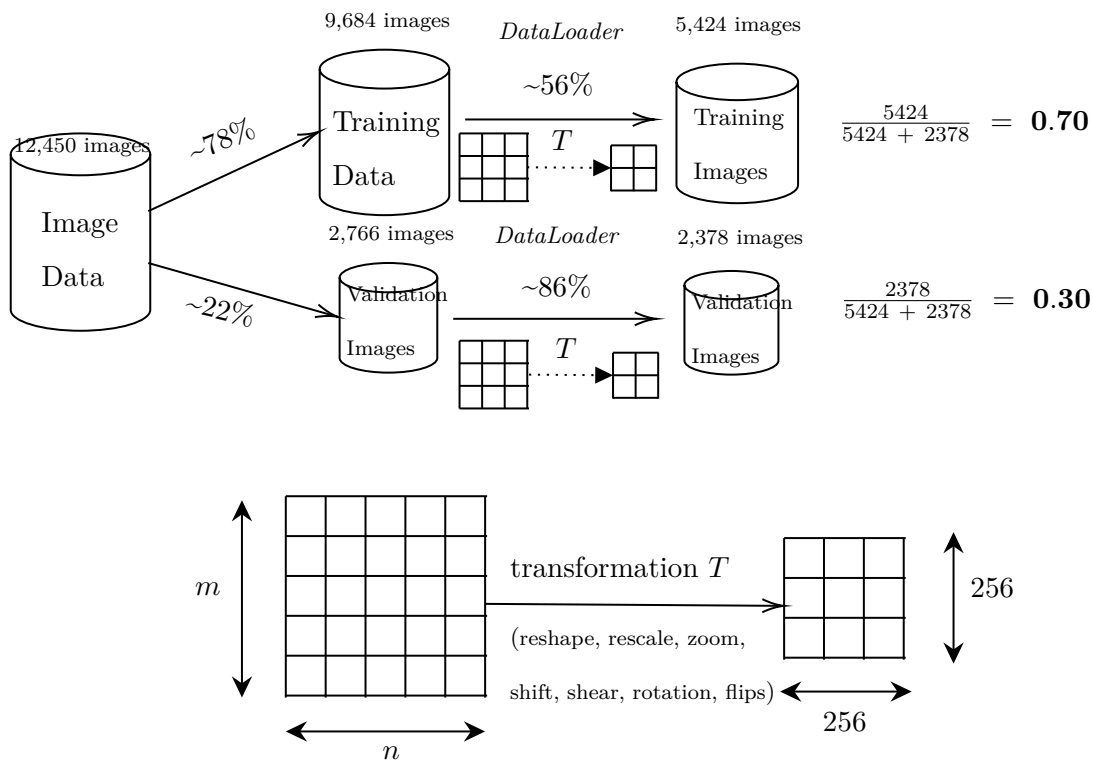 9,684 images
DataLoader
5,424 images
~56%
~78%
Training
Data
T
Training
Images
5424
5424 + 2378
= 0.70
12,450 images
Image
Data
2,766 images
DataLoader
2,378 images
~22%
~86%
Validation
Images
T
Validation
Images
2378
5424 + 2378
= 0.30
m
n
transformation T
(reshape, rescale, zoom,
shift, shear, rotation, flips)
256
256